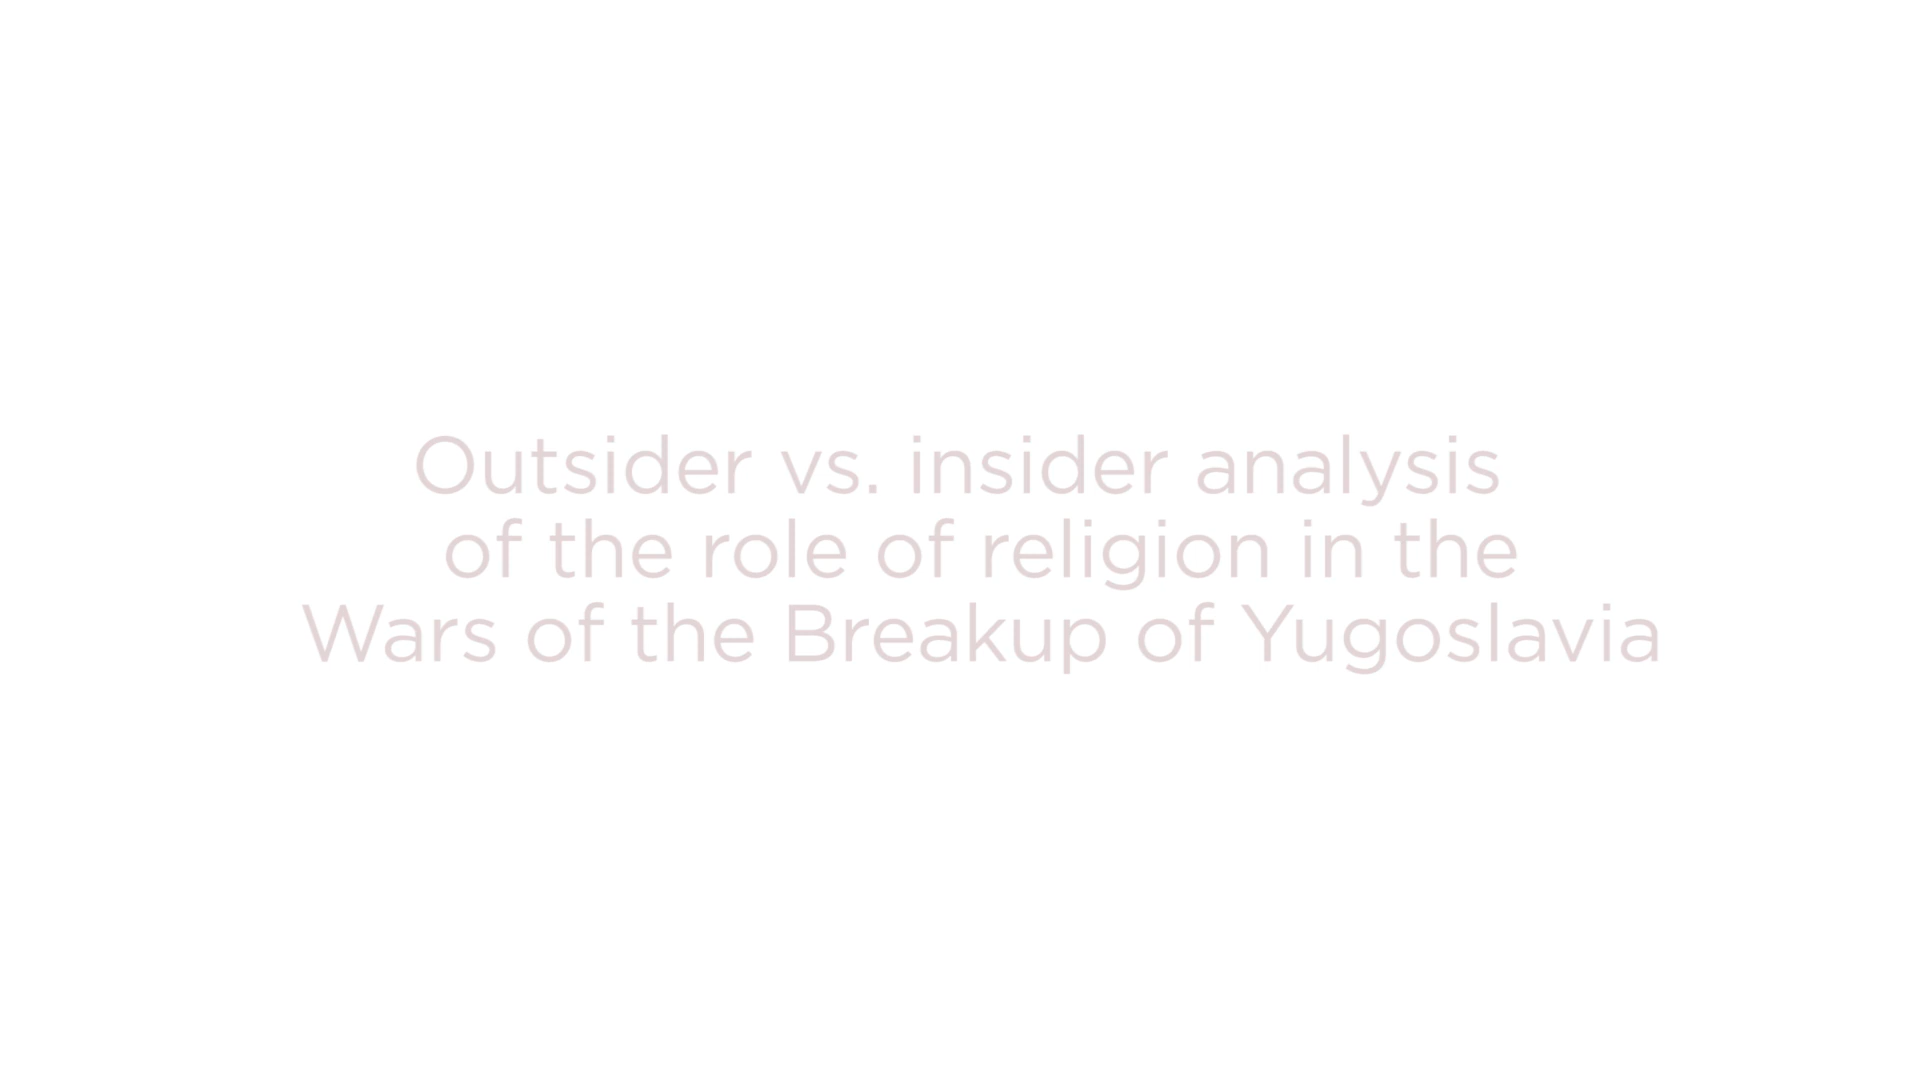 Outsider vs. insider analysis
of the role of religion in the
Wars of the Breakup of Yugoslavia